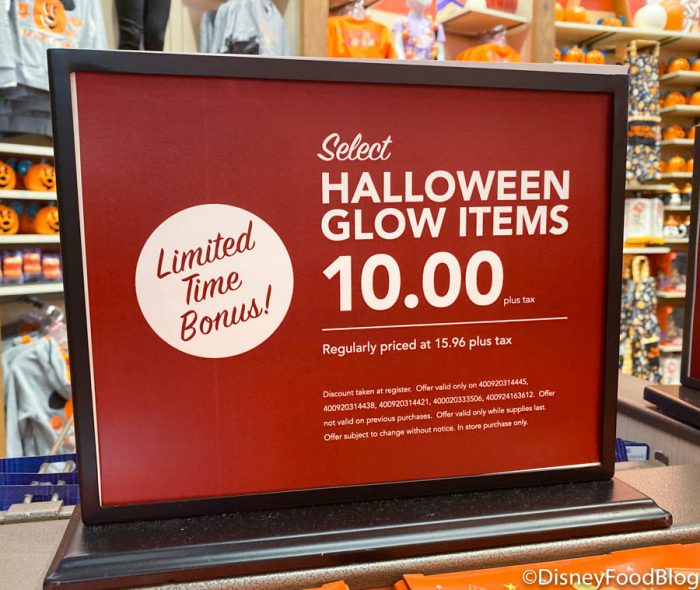 Limited
Time
Bonus!
Select
HALLOWEEN
GLOW ITEMS
10.00 plus tax
Regularly priced at 15.96 plus tax
Discount taken at register. Offer valid only on 400920314445,
400920314438, 400920314421, 400020333506, 400924163612. Offer
not valid on previous purchases. Offer valid only while supplies last.
Offer subject to change without notice. In store purchase only.
©DisneyFoodBlog